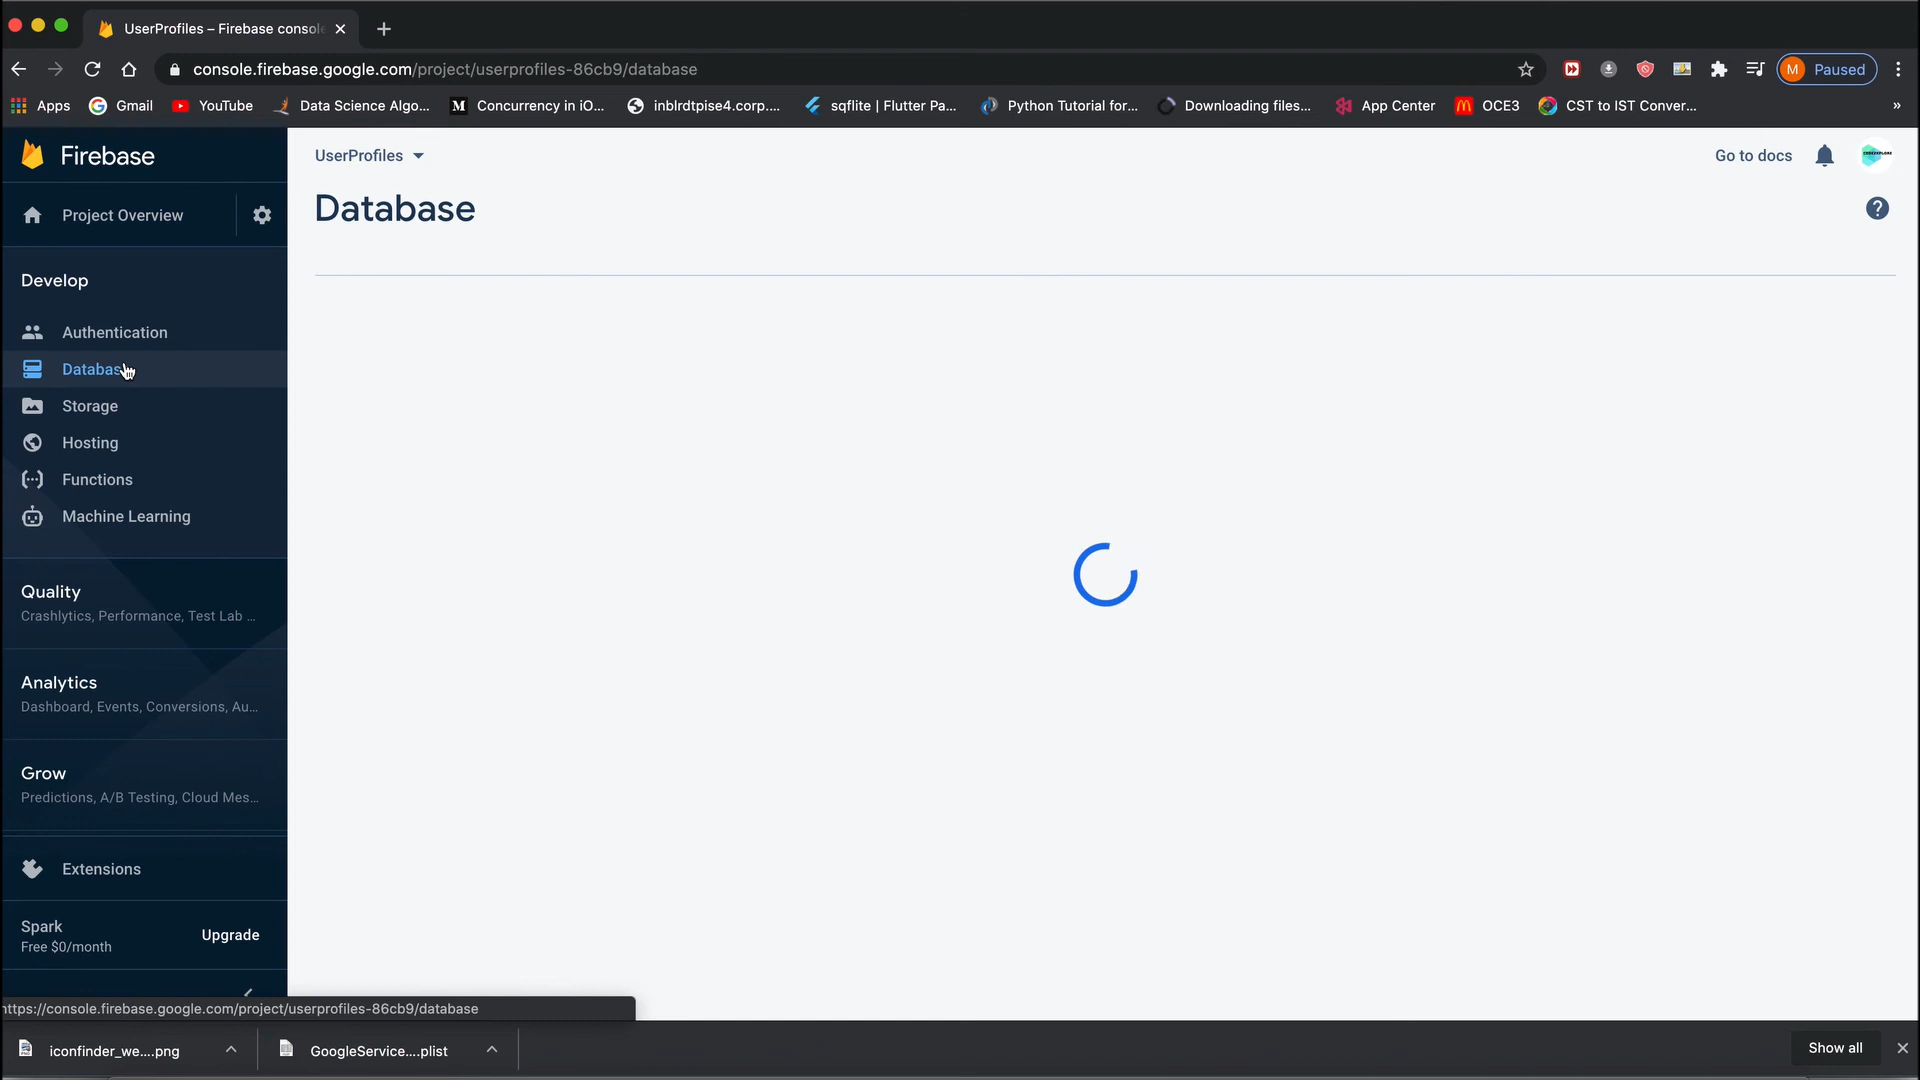 UserProfiles – Firebase console
console.firebase.google.com/project/userprofiles-86cb9/database
M Paused
Apps Gmail YouTube Data Science Algo... M Concurrency in iO... inblrdtpise4.corp.... sqflite | Flutter Pa... Python Tutorial for... Downloading files... App Center OCE3 CST to IST Conver... »
Firebase
UserProfiles
Go to docs
Project Overview
Database
?
Develop
Authentication
Databas
Storage
Hosting
Functions
Machine Learning
Quality
Crashlytics, Performance, Test Lab ...
Analytics
Dashboard, Events, Conversions, Au...
Grow
Predictions, A/B Testing, Cloud Mes...
Extensions
Spark
Free $0/month
Upgrade
https://console.firebase.google.com/project/userprofiles-86cb9/database
iconfinder_we....png
GoogleService....plist
Show all